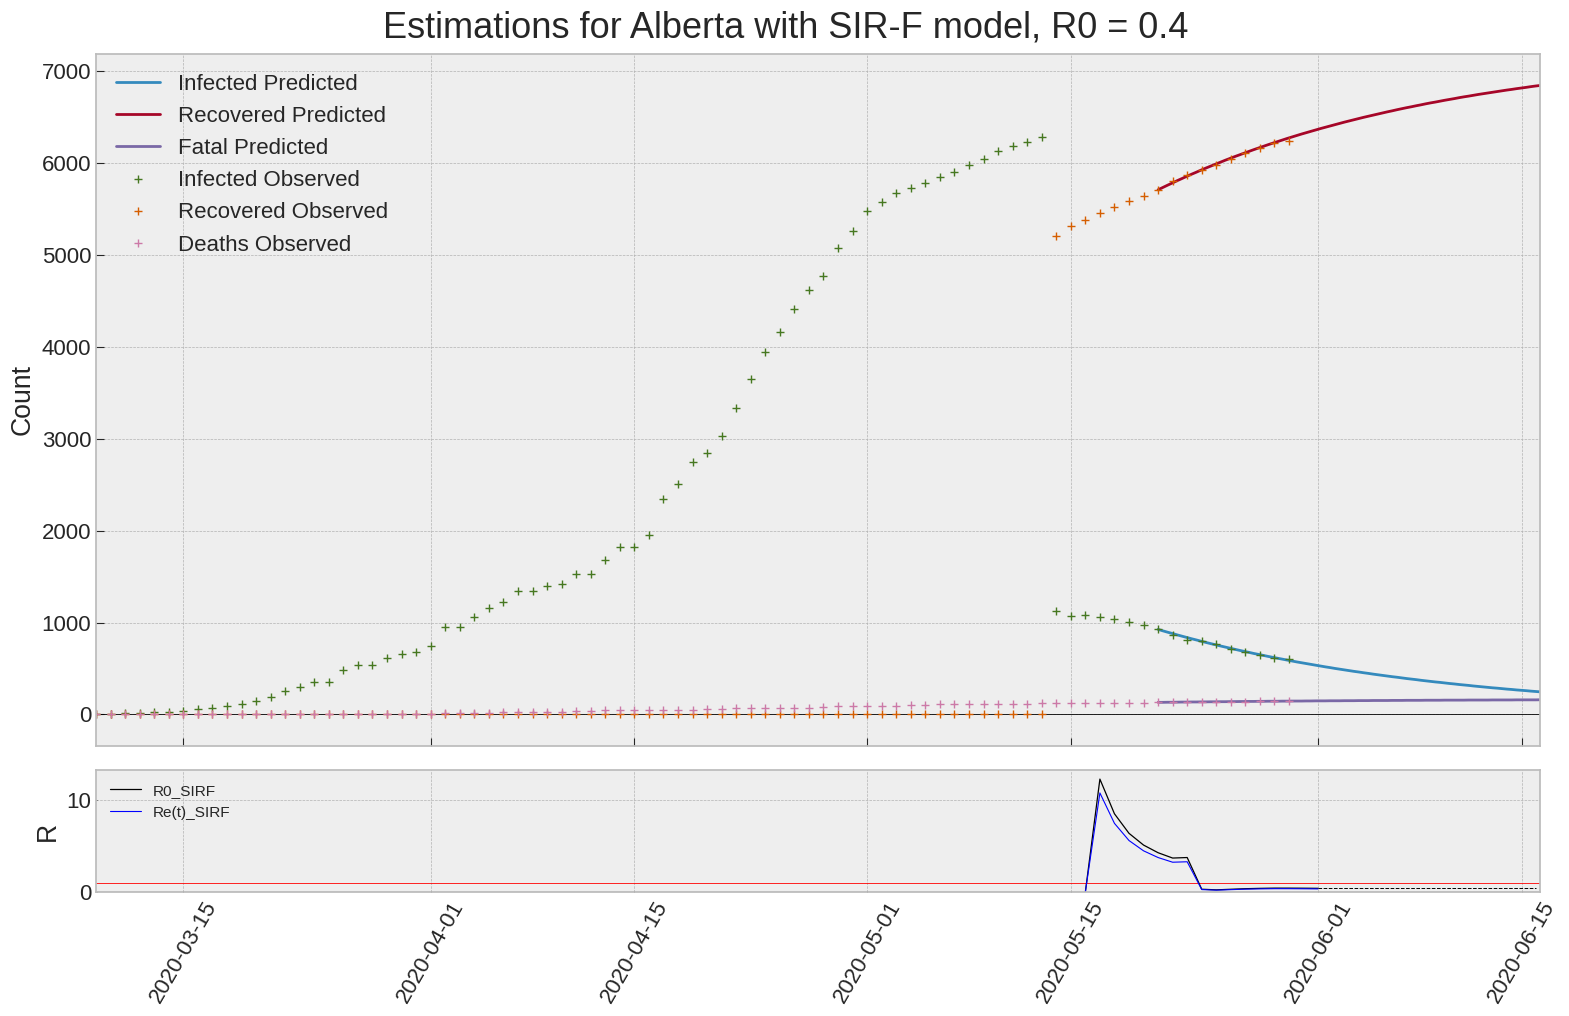 Estimations for Alberta with SIR-F model, R0 = 0.4
7000
6000
5000
4000
3000
2000
1000
0
Count
Infected Predicted
Recovered Predicted
Fatal Predicted
Infected Observed
Recovered Observed
Deaths Observed
10
0
R
R0_SIRF
Re(t)_SIRF
2020-03-15
2020-04-01
2020-04-15
2020-05-01
2020-05-15
2020-06-01
2020-06-15